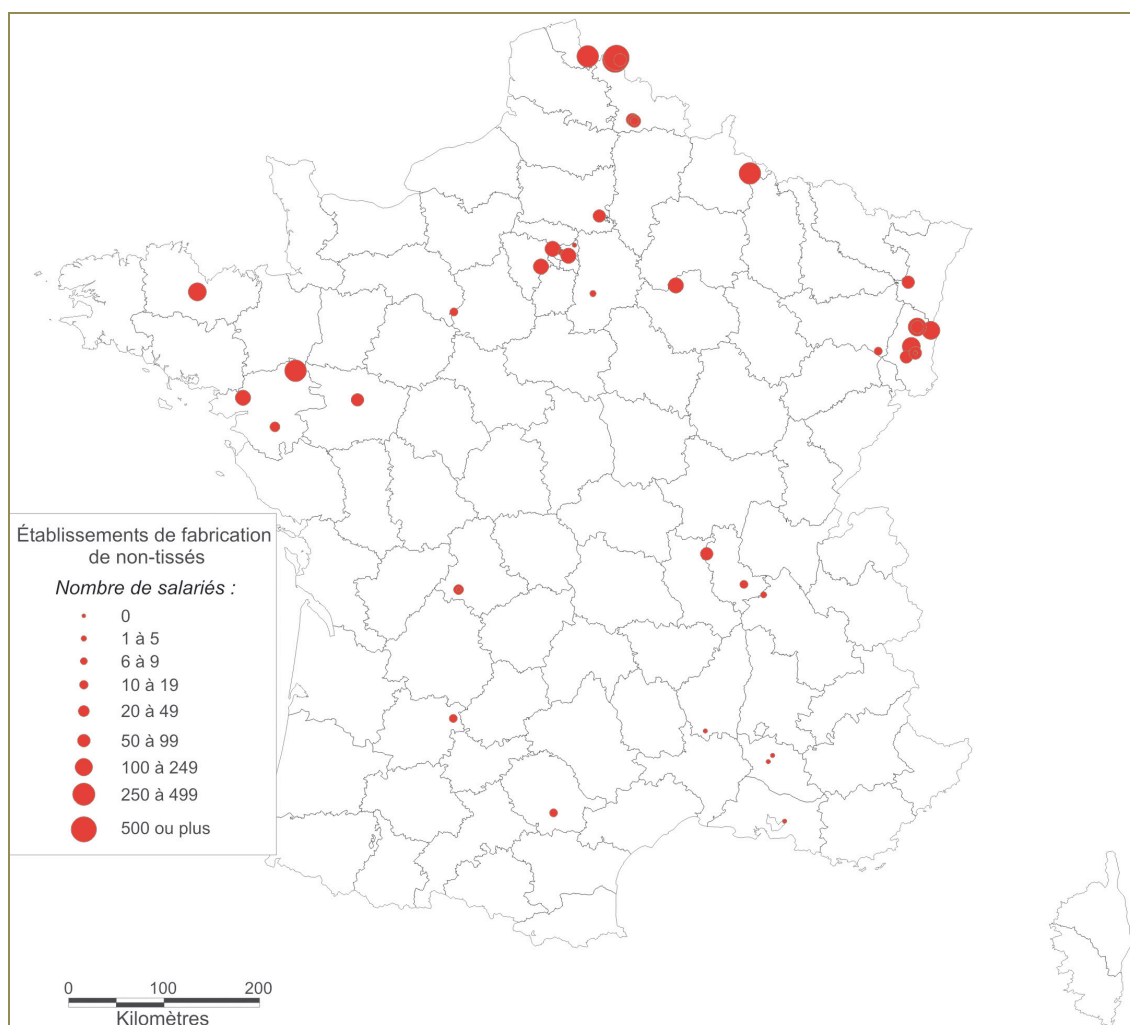 Établissements de fabrication
de non-tissés
Nombre de salariés :
0
1 à 5
6 à 9
10 à 19
20 à 49
50 à 99
100 à 249
250 à 499
500 ou plus
0 100 200
Kilomètres